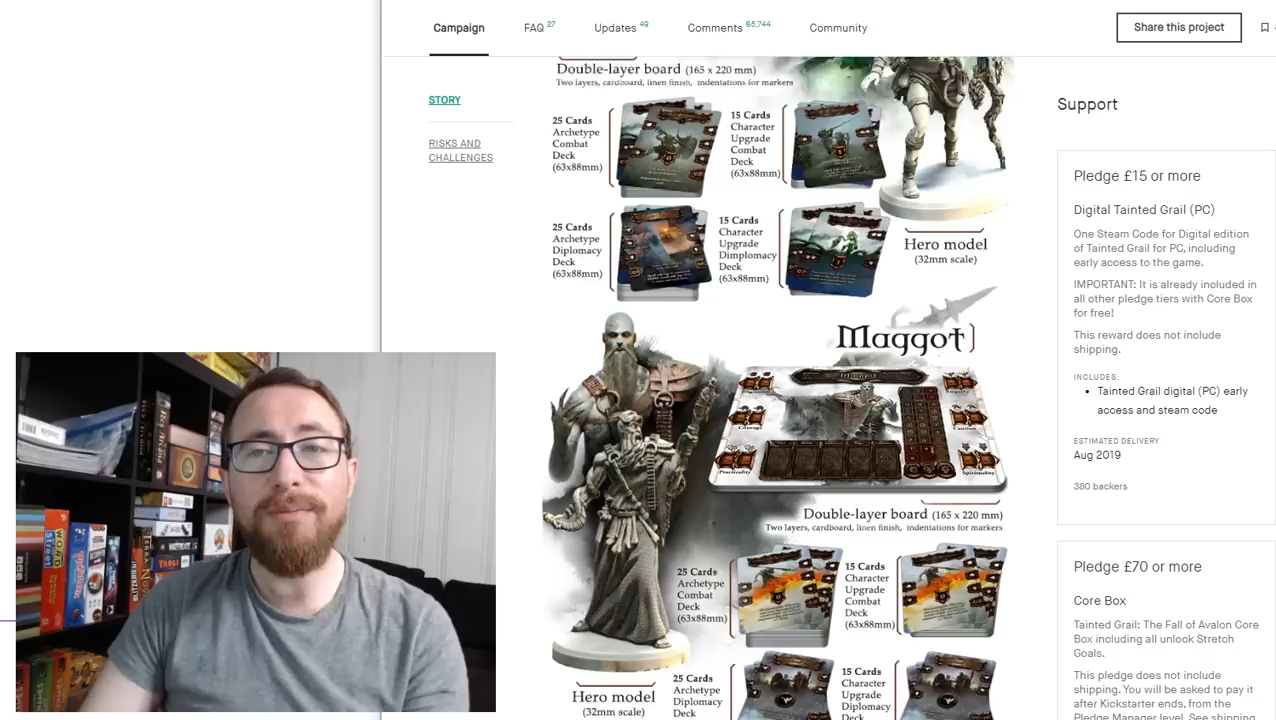 Campaign
FAQ 27
Updates 49
Comments 65,744
Community
Share this project
STORY
RISKS AND
CHALLENGES
Double-layer board (165 x 220 mm)
Two layers, cardboard, linen finish, indentations for markers
25 Cards
Archetype
Combat
Deck
(63x88mm)
15 Cards
Character
Upgrade
Combat
Deck
(63x88mm)
25 Cards
Archetype
Diplomacy
Deck
(63x88mm)
15 Cards
Character
Upgrade
Dimplomacy
Deck
(63x88mm)
Hero model
(32mm scale)
Maggot
Courage
Practicality
Empathy
Caution
Spirituality
Double-layer board (165 x 220 mm)
Two layers, cardboard, linen finish, indentations for markers
25 Cards
Archetype
Combat
Deck
(63x88mm)
15 Cards
Character
Upgrade
Combat
Deck
(63x88mm)
Hero model
(32mm scale)
25 Cards
Archetype
Diplomacy
Deck
15 Cards
Character
Upgrade
Diplomacy
Deck
Support
Pledge £15 or more
Digital Tainted Grail (PC)
One Steam Code for Digital edition
of Tainted Grail for PC, including
early access to the game.
IMPORTANT: It is already included in
all other pledge tiers with Core Box
for free!
This reward does not include
shipping.
INCLUDES:
Tainted Grail digital (PC) early
access and steam code
ESTIMATED DELIVERY
Aug 2019
380 backers
Pledge £70 or more
Core Box
Tainted Grail: The Fall of Avalon Core
Box including all unlock Stretch
Goals.
This pledge does not include
shipping. You will be asked to pay it
after Kickstarter ends, from the
Pledge Manager level. See shipping